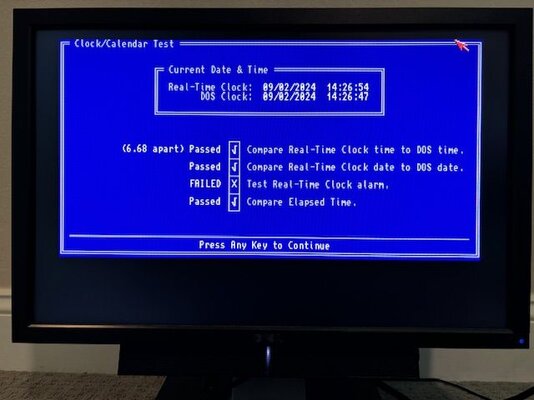 Clock/Calendar Test
Current Date & Time
Real-Time Clock: 09/02/2024 14:26:54
DOS Clock: 09/02/2024 14:26:47
(6.68 apart) Passed √ Compare Real-Time Clock time to DOS time.
Passed √ Compare Real-Time Clock date to DOS date.
FAILED X Test Real-Time Clock alarm.
Passed √ Compare Elapsed Time.
Press Any Key to Continue